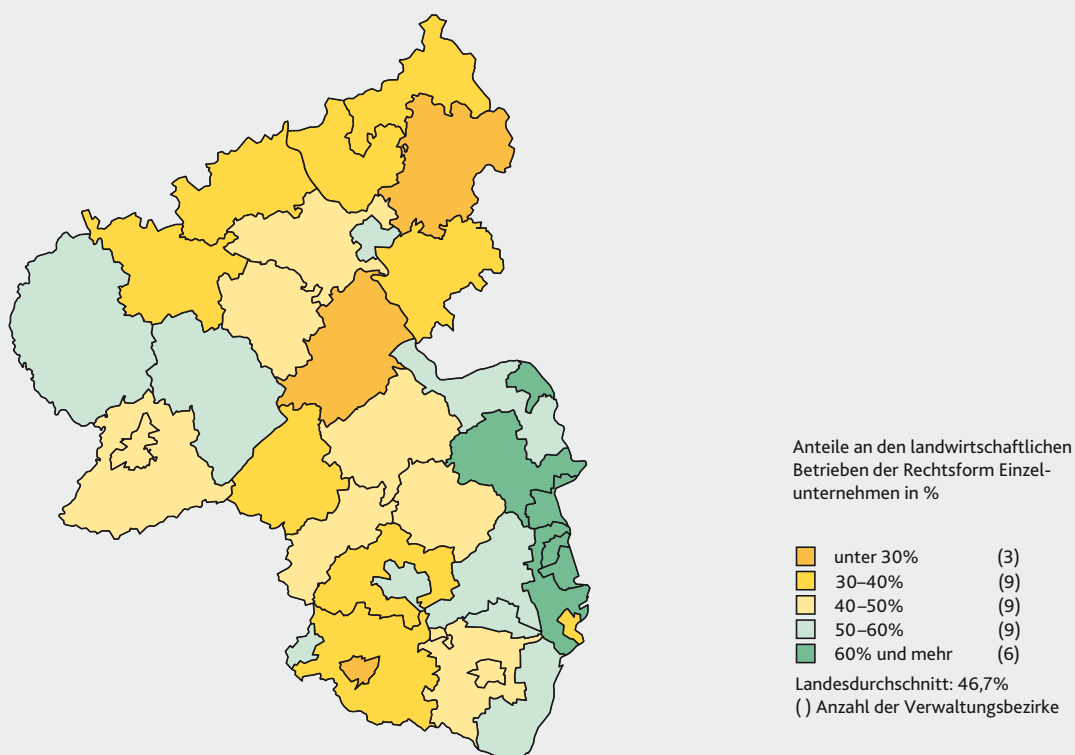 Anteile an den landwirtschaftlichen
Betrieben der Rechtsform Einzel-
unternehmen in %
unter 30% (3)
30–40% (9)
40–50% (9)
50–60% (9)
60% und mehr (6)
Landesdurchschnitt: 46,7%
( ) Anzahl der Verwaltungsbezirke